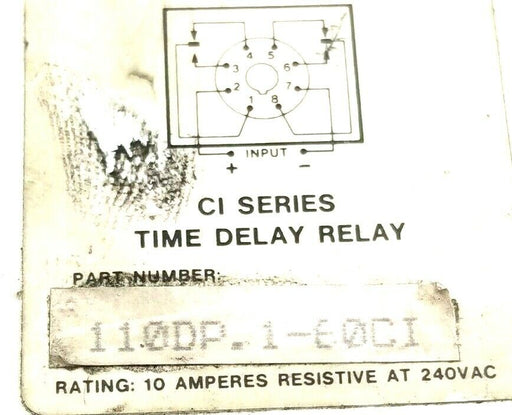 4 5
3 6
2 7
1 8
INPUT
+ −
CI SERIES
TIME DELAY RELAY
PART NUMBER:
110DP.1-60CI
RATING: 10 AMPERES RESISTIVE AT 240VAC